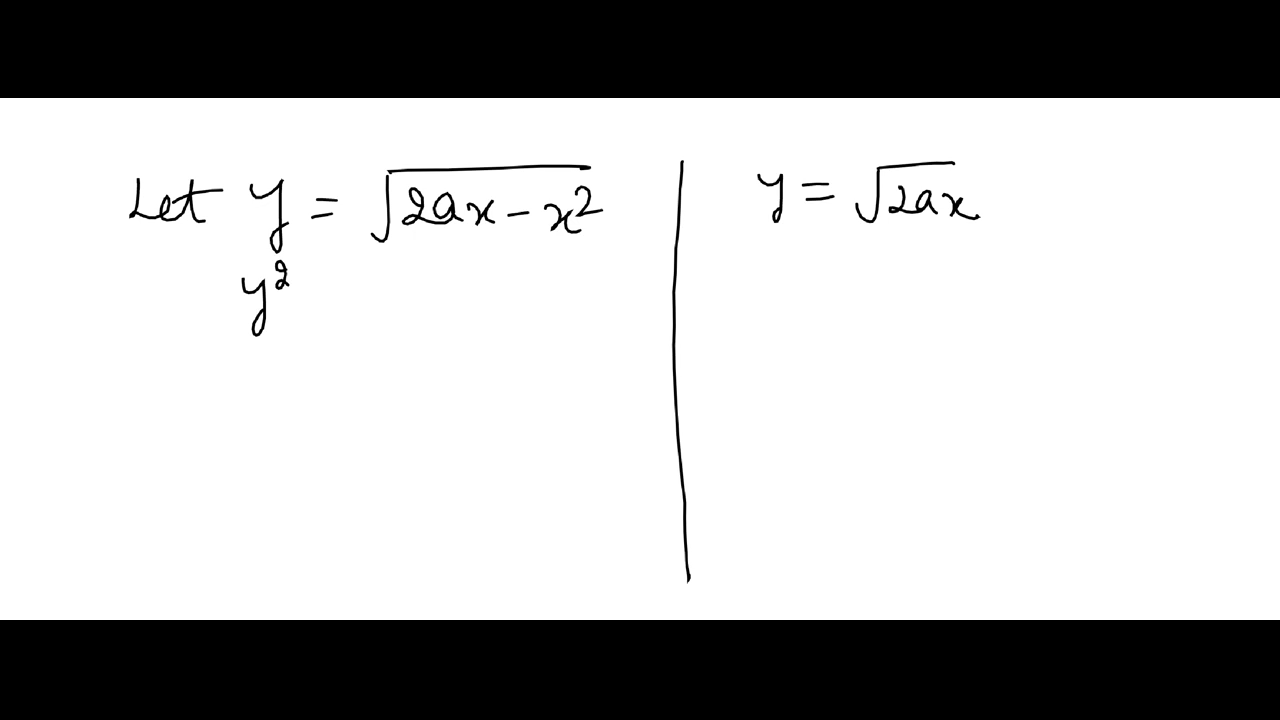 Let y = √(2ax - x²)
y²
y = √(2ax)